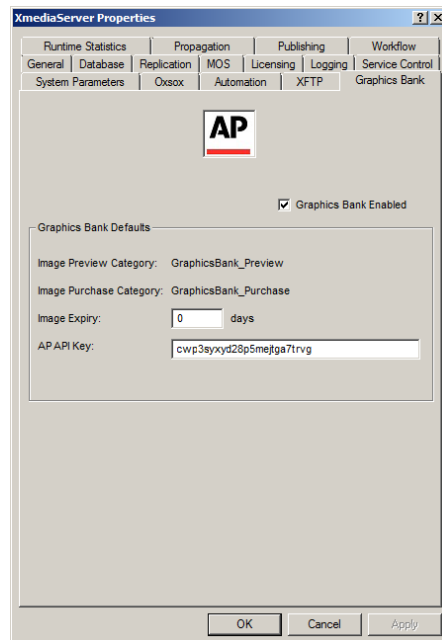 XmediaServer Properties
Runtime Statistics Propagation Publishing Workflow
General Database Replication MOS Licensing Logging Service Control
System Parameters Oxsox Automation XFTP Graphics Bank
AP
Graphics Bank Enabled
Graphics Bank Defaults
Image Preview Category: GraphicsBank_Preview
Image Purchase Category: GraphicsBank_Purchase
Image Expiry: 0 days
AP API Key: cwp3syxyd28p5mejtga7trvg
OK Cancel Apply